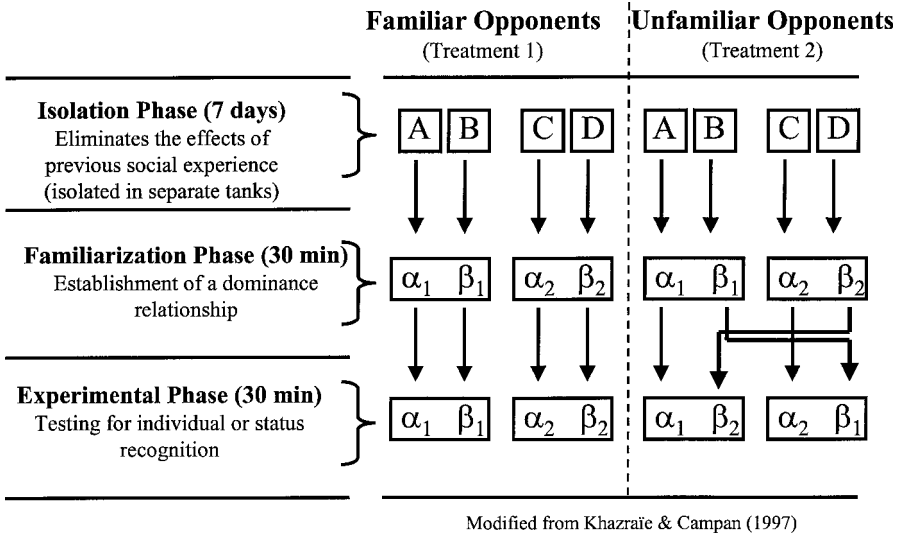 Familiar Opponents
(Treatment 1)
Unfamiliar Opponents
(Treatment 2)
Isolation Phase (7 days)
Eliminates the effects of
previous social experience
(isolated in separate tanks)
A B C D A B C D
Familiarization Phase (30 min)
Establishment of a dominance
relationship
α₁ β₁ α₂ β₂ α₁ β₁ α₂ β₂
Experimental Phase (30 min)
Testing for individual or status
recognition
α₁ β₁ α₂ β₂ α₁ β₂ α₂ β₁
Modified from Khazraïe & Campan (1997)